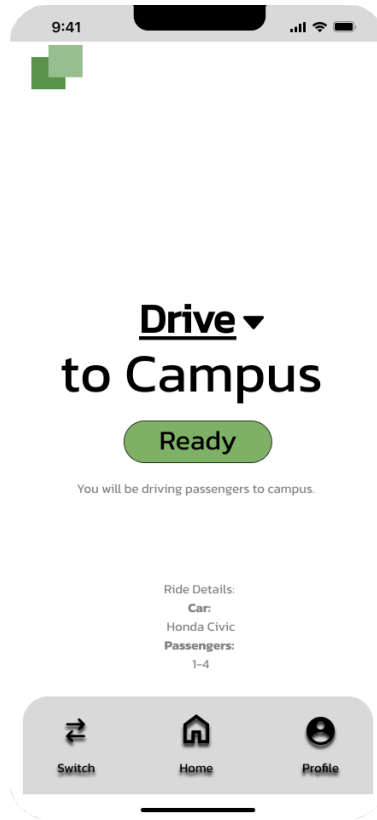 9:41
Drive
to Campus
Ready
You will be driving passengers to campus.
Ride Details:
Car:
Honda Civic
Passengers:
1-4
Switch Home Profile